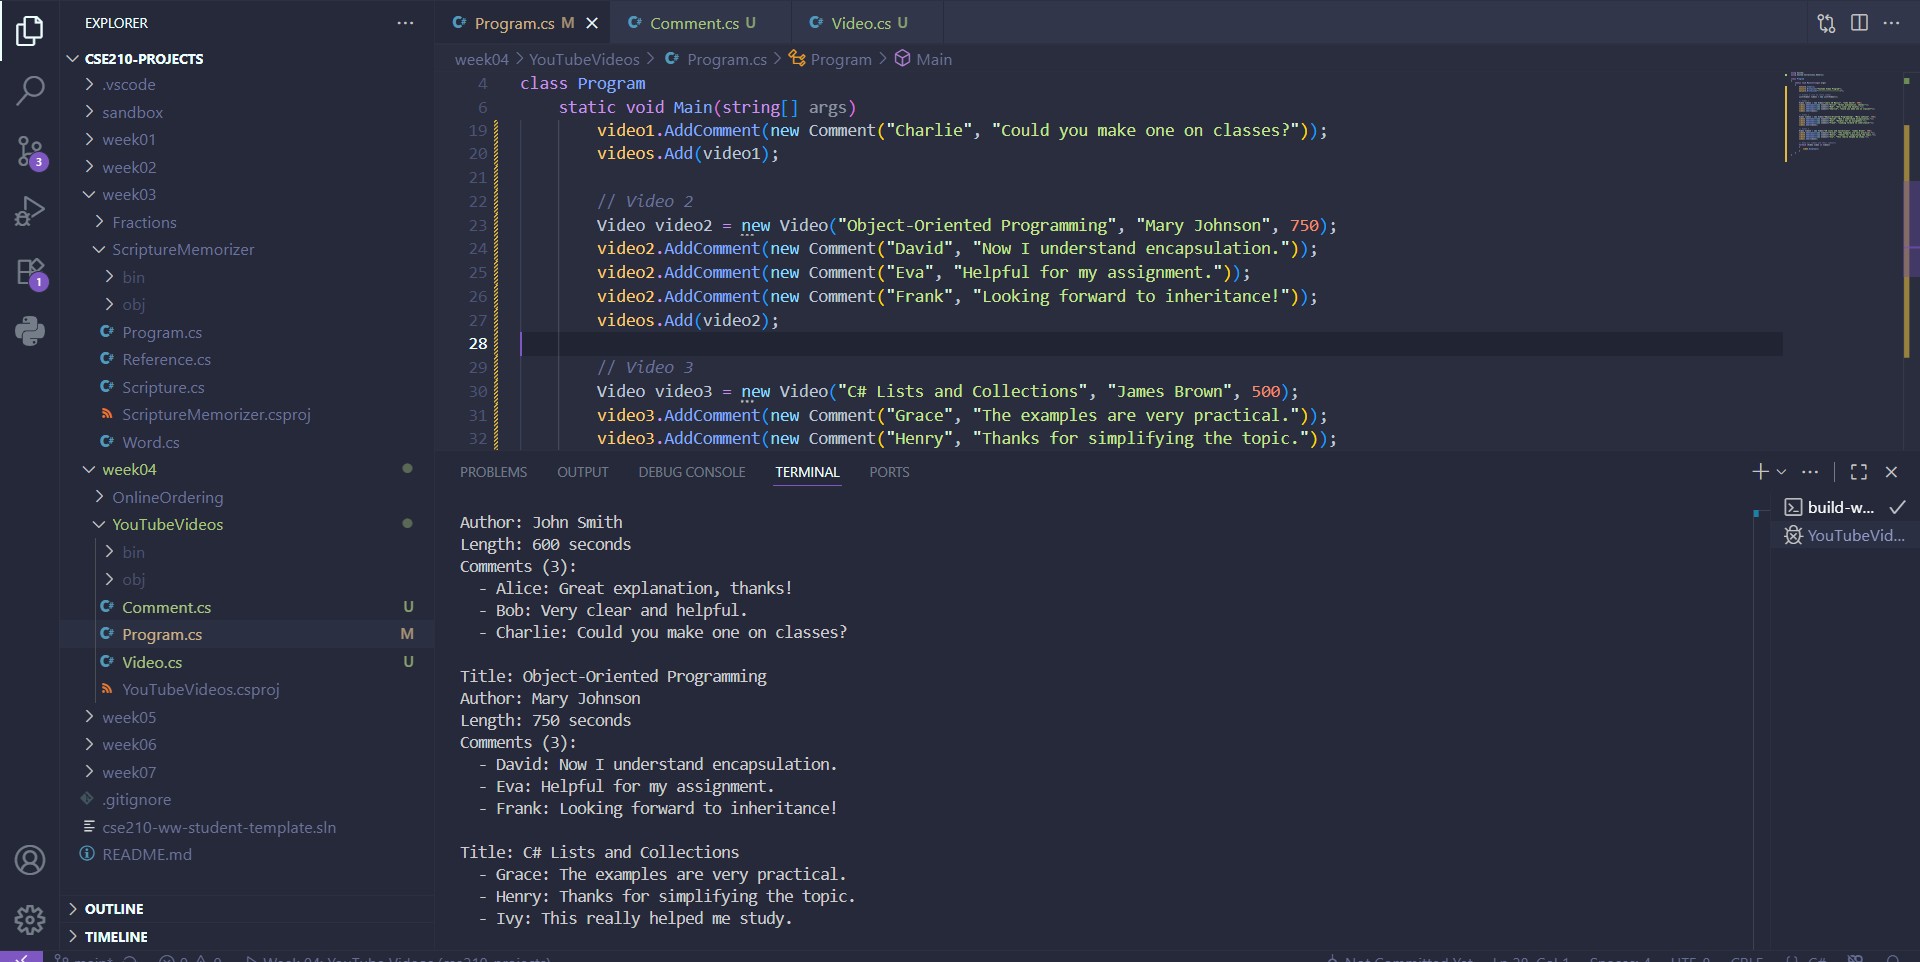 EXPLORER
CSE210-PROJECTS
.vscode
sandbox
week01
week02
week03
Fractions
ScriptureMemorizer
bin
obj
Program.cs
Reference.cs
Scripture.cs
ScriptureMemorizer.csproj
Word.cs
week04
OnlineOrdering
YouTubeVideos
bin
obj
Comment.cs U
Program.cs M
Video.cs U
YouTubeVideos.csproj
week05
week06
week07
.gitignore
cse210-ww-student-template.sln
README.md
OUTLINE
TIMELINE
3
1
Program.cs M Comment.cs U Video.cs U
week04 > YouTubeVideos > Program.cs > Program > Main
4 class Program
6 static void Main(string[] args)
19 video1.AddComment(new Comment("Charlie", "Could you make one on classes?"));
20 videos.Add(video1);
21
22 // Video 2
23 Video video2 = new Video("Object-Oriented Programming", "Mary Johnson", 750);
24 video2.AddComment(new Comment("David", "Now I understand encapsulation."));
25 video2.AddComment(new Comment("Eva", "Helpful for my assignment."));
26 video2.AddComment(new Comment("Frank", "Looking forward to inheritance!"));
27 videos.Add(video2);
28
29 // Video 3
30 Video video3 = new Video("C# Lists and Collections", "James Brown", 500);
31 video3.AddComment(new Comment("Grace", "The examples are very practical."));
32 video3.AddComment(new Comment("Henry", "Thanks for simplifying the topic."));
PROBLEMS OUTPUT DEBUG CONSOLE TERMINAL PORTS
Author: John Smith
Length: 600 seconds
Comments (3):
- Alice: Great explanation, thanks!
- Bob: Very clear and helpful.
- Charlie: Could you make one on classes?
Title: Object-Oriented Programming
Author: Mary Johnson
Length: 750 seconds
Comments (3):
- David: Now I understand encapsulation.
- Eva: Helpful for my assignment.
- Frank: Looking forward to inheritance!
Title: C# Lists and Collections
- Grace: The examples are very practical.
- Henry: Thanks for simplifying the topic.
- Ivy: This really helped me study.
build-w...
YouTubeVid...